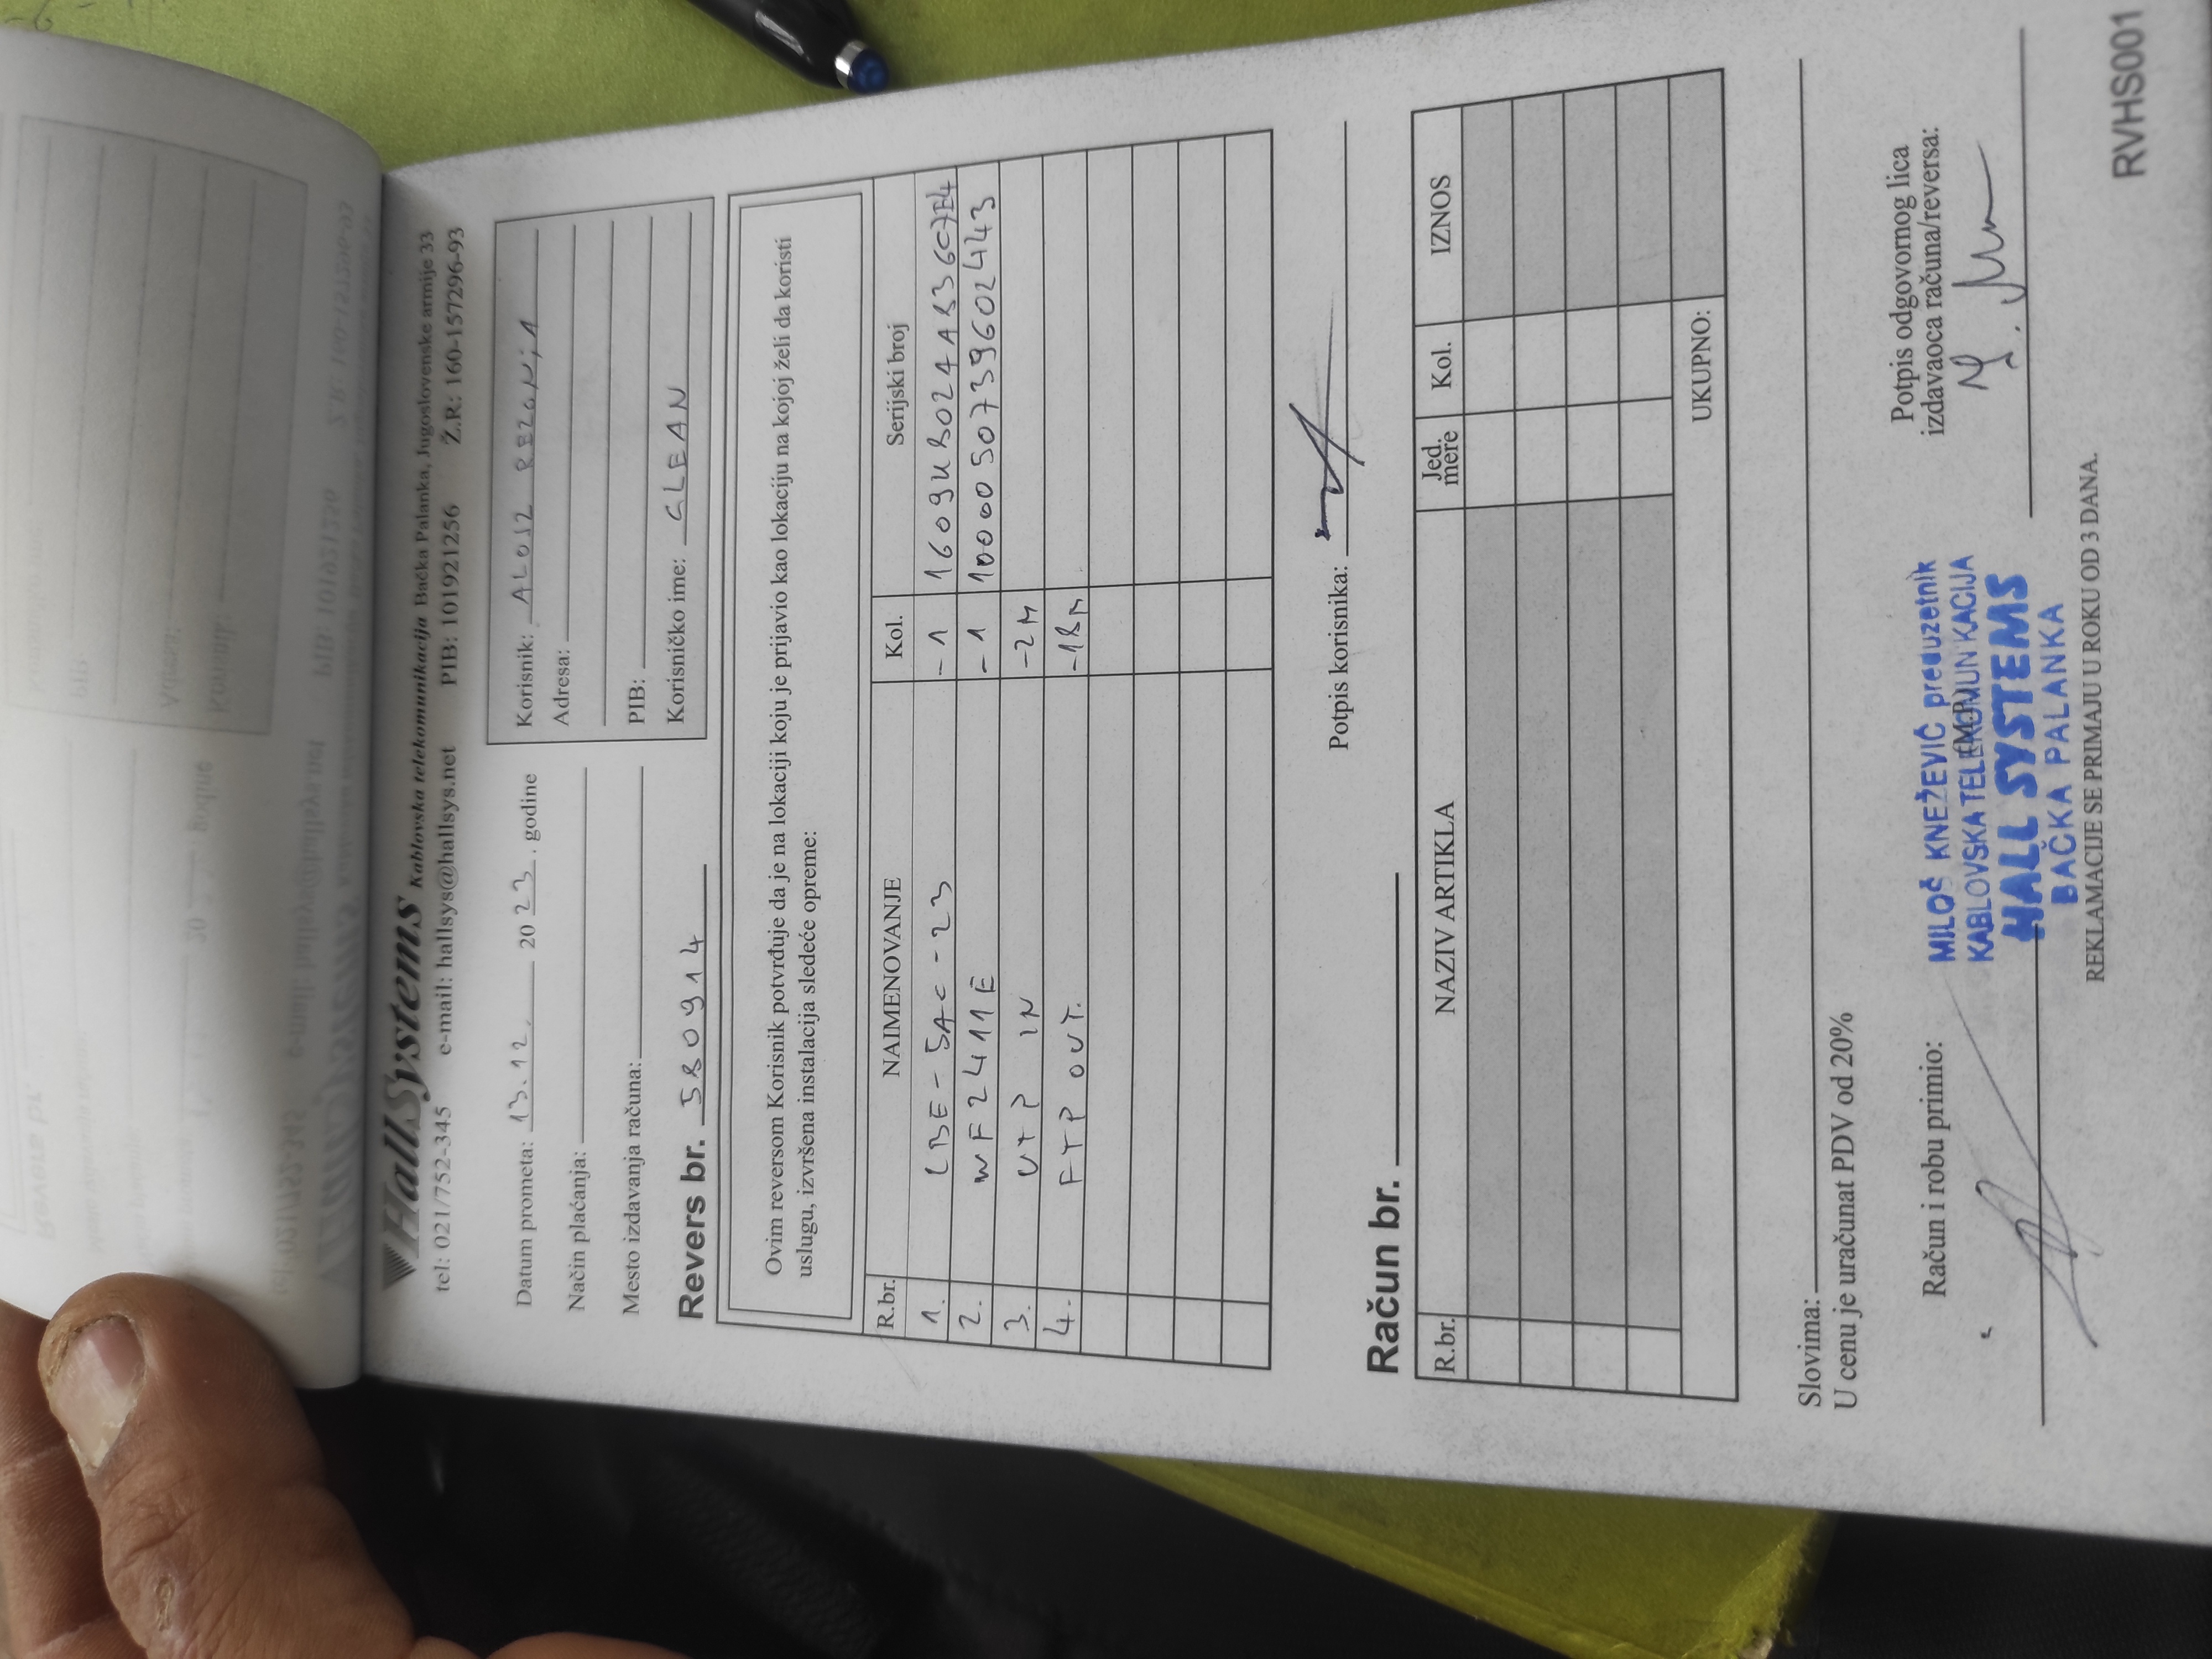 HallSystems Kablovska telekomunikacija Bačka Palanka, Jugoslovenske armije 33
tel: 021/752-345 e-mail: hallsys@hallsys.net PIB: 101921256 Ž.R: 160-157296-93
Datum prometa: 13.12. 2023. godine
Način plaćanja:
Mesto izdavanja računa:
Revers br. 580914
Korisnik: ALOJZ
Adresa:
PIB:
Korisničko ime: CLEAN
Ovim reversom Korisnik potvrđuje da je na lokaciji koju je prijavio kao lokaciju na kojoj želi da koristi
uslugu, izvršena instalacija sledeće opreme:
R.br. NAIMENOVANJE Kol. Serijski broj
1. LBE-5AC-23 -1
2. WF2411E -1 1000050739602443
3. UTP IN -2M
4. FTP OUT. -18M
Potpis korisnika:
Račun br.
R.br. NAZIV ARTIKLA Jed. mere Kol. IZNOS
UKUPNO:
Slovima:
U cenu je uračunat PDV od 20%
Račun i robu primio:
MILOŠ KNEŽEVIĆ preduzetnik
KABLOVSKA TELEKOMUNIKACIJA
M.P.
HALL SYSTEMS
BAČKA PALANKA
Potpis odgovornog lica
izdavaoca računa/reversa:
REKLAMACIJE SE PRIMAJU U ROKU OD 3 DANA.
RVHS001